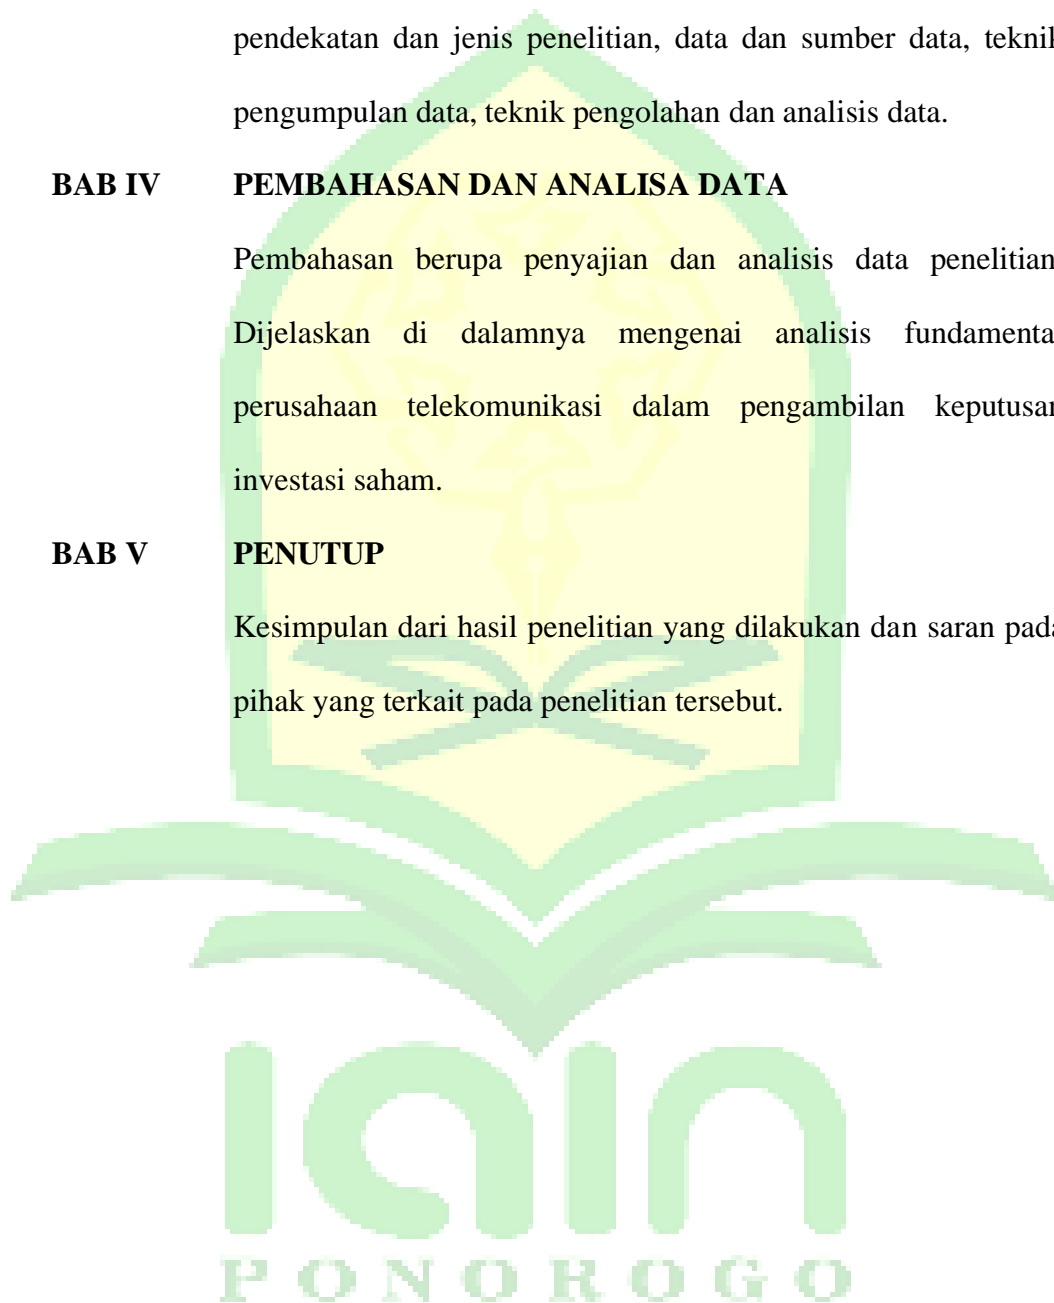 pendekatan dan jenis penelitian, data dan sumber data, teknik
pengumpulan data, teknik pengolahan dan analisis data.
BAB IV PEMBAHASAN DAN ANALISA DATA
Pembahasan berupa penyajian dan analisis data penelitian
Dijelaskan di dalamnya mengenai analisis fundamenta
perusahaan telekomunikasi dalam pengambilan keputusan
investasi saham.
BAB V PENUTUP
Kesimpulan dari hasil penelitian yang dilakukan dan saran pada
pihak yang terkait pada penelitian tersebut.
iain
PONOROGO